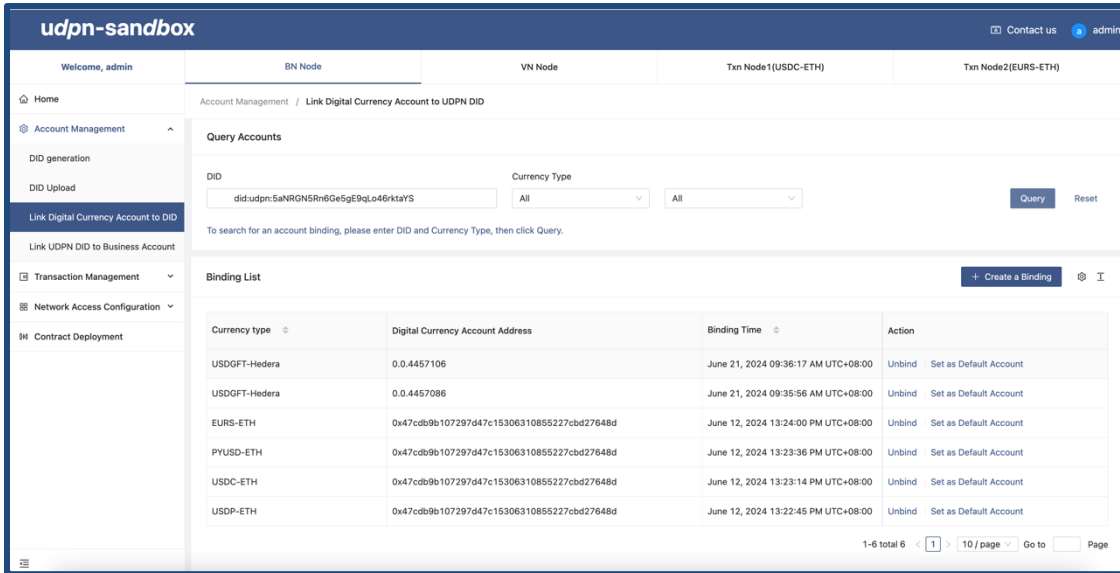 udpn-sandbox
Contact us
a admin
Welcome, admin
BN Node
VN Node
Txn Node1(USDC-ETH)
Txn Node2(EURS-ETH)
Home
Account Management
DID generation
DID Upload
Link Digital Currency Account to DID
Link UDPN DID to Business Account
Transaction Management
Network Access Configuration
Contract Deployment
Account Management / Link Digital Currency Account to UDPN DID
Query Accounts
DID
Currency Type
did:udpn:5aNRGN5Rn6Ge5gE9qLo46rktaYS
All
All
Query
Reset
To search for an account binding, please enter DID and Currency Type, then click Query.
Binding List
+ Create a Binding
Currency type Digital Currency Account Address Binding Time Action
USDGFT-Hedera 0.0.4457106 June 21, 2024 09:36:17 AM UTC+08:00 Unbind Set as Default Account
USDGFT-Hedera 0.0.4457086 June 21, 2024 09:35:56 AM UTC+08:00 Unbind Set as Default Account
EURS-ETH 0x47cdb9b107297d47c15306310855227cbd27648d June 12, 2024 13:24:00 PM UTC+08:00 Unbind Set as Default Account
PYUSD-ETH 0x47cdb9b107297d47c15306310855227cbd27648d June 12, 2024 13:23:36 PM UTC+08:00 Unbind Set as Default Account
USDC-ETH 0x47cdb9b107297d47c15306310855227cbd27648d June 12, 2024 13:23:14 PM UTC+08:00 Unbind Set as Default Account
USDP-ETH 0x47cdb9b107297d47c15306310855227cbd27648d June 12, 2024 13:22:45 PM UTC+08:00 Unbind Set as Default Account
1-6 total 6 < 1 > 10 / page Go to Page